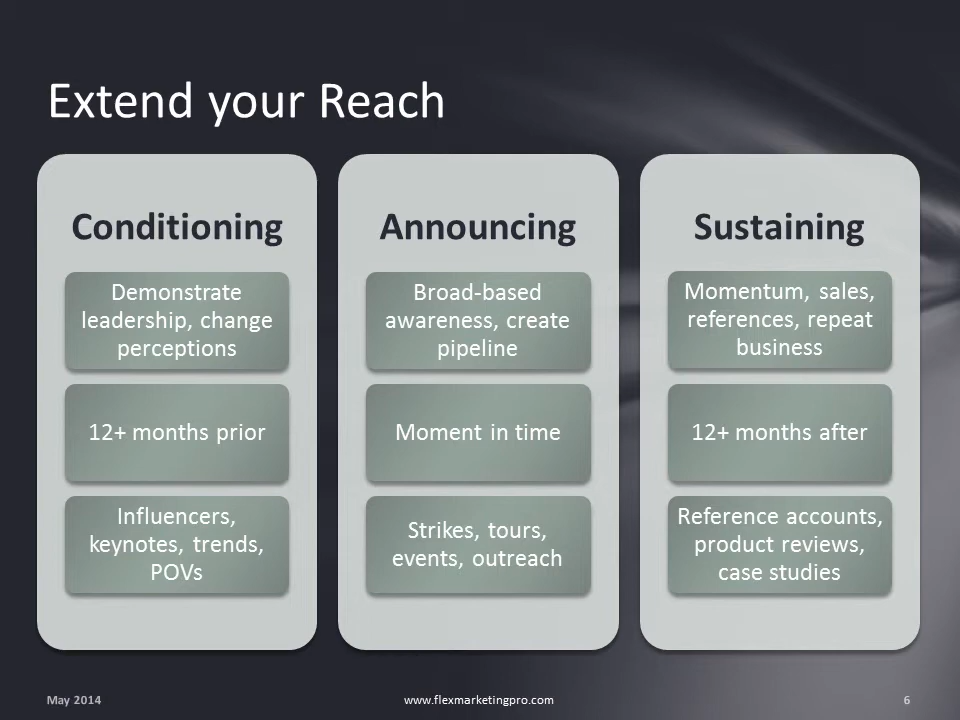 Extend your Reach
Conditioning
Demonstrate
leadership, change
perceptions
12+ months prior
Influencers,
keynotes, trends,
POVs
Announcing
Broad-based
awareness, create
pipeline
Moment in time
Strikes, tours,
events, outreach
Sustaining
Momentum, sales,
references, repeat
business
12+ months after
Reference accounts,
product reviews,
case studies
May 2014
www.flexmarketingpro.com
6